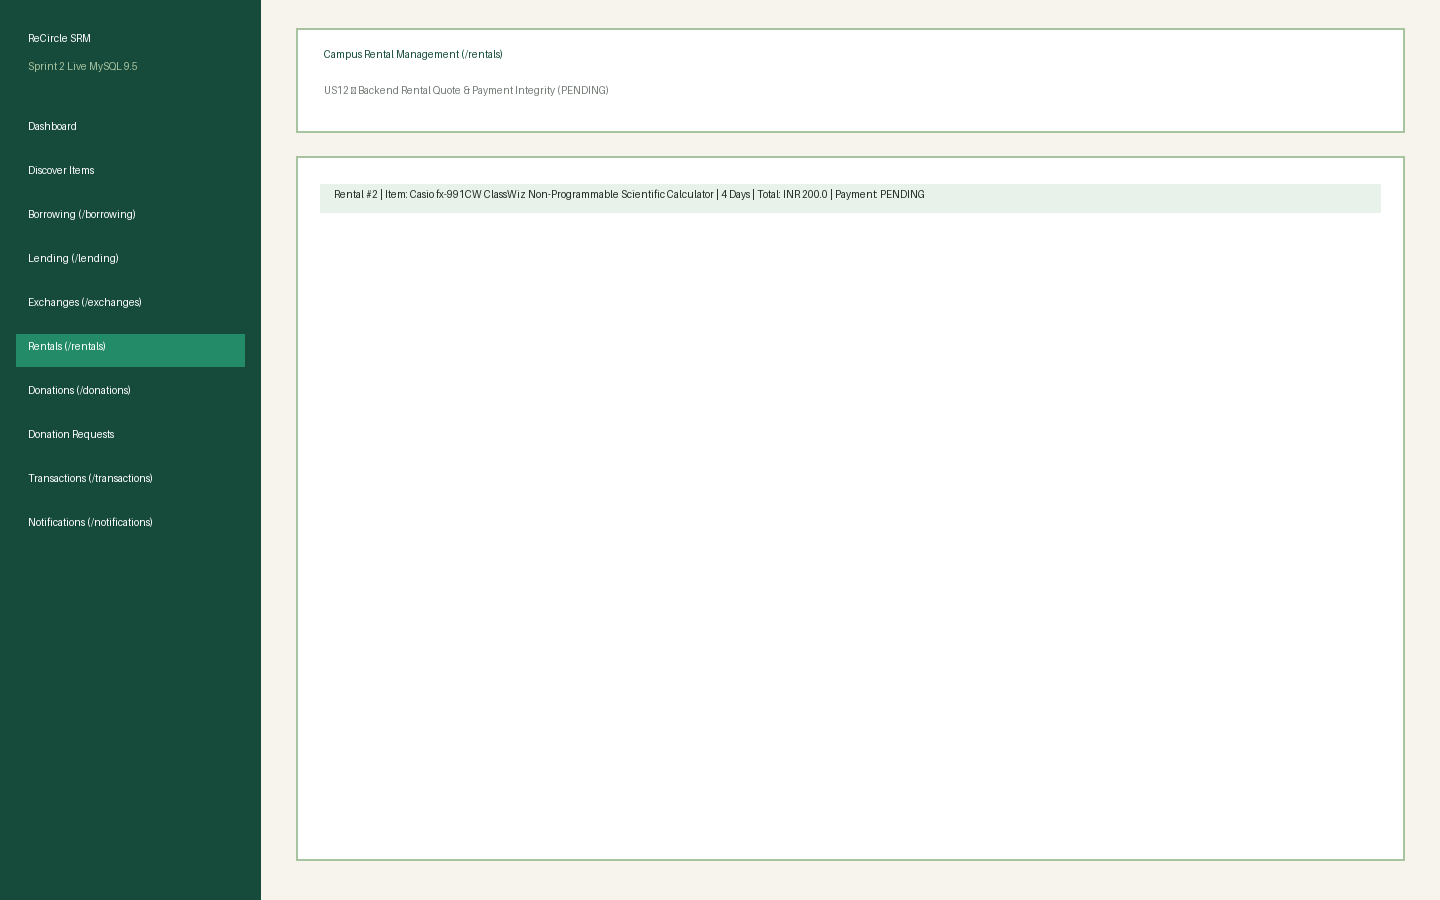 ReCircle SRM
Sprint 2 Live MySQL 9.5
Dashboard
Discover Items
Borrowing (/borrowing)
Lending (/lending)
Exchanges (/exchanges)
Rentals (/rentals)
Donations (/donations)
Donation Requests
Transactions (/transactions)
Notifications (/notifications)
Campus Rental Management (/rentals)
US12 Backend Rental Quote & Payment Integrity (PENDING)
Rental #2 | Item: Casio fx-991CW ClassWiz Non-Programmable Scientific Calculator | 4 Days | Total: INR 200.0 | Payment: PENDING